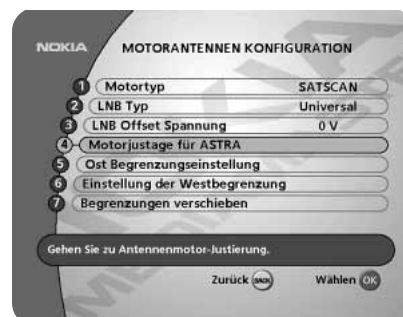 NOKIA MOTORANTENNEN KONFIGURATION
1 Motortyp SATSCAN
2 LNB Typ Universal
3 LNB Offset Spannung 0 V
4 Motorjustage für ASTRA
5 Ost Begrenzungseinstellung
6 Einstellung der Westbegrenzung
7 Begrenzungen verschieben
Gehen Sie zu Antennenmotor-Justierung.
Zurück BACK Wählen OK